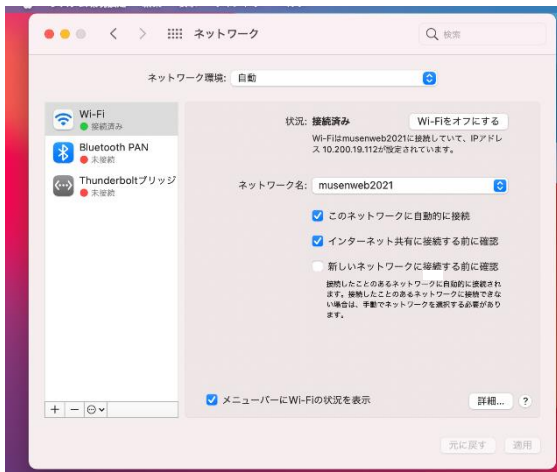 ネットワーク
検索
ネットワーク環境: 自動
Wi-Fi
接続済み
Bluetooth PAN
未接続
Thunderboltブリッジ
未接続
状況: 接続済み
Wi-Fiをオフにする
Wi-Fiはmusenweb2021に接続していて、IPアドレ
ス 10.200.19.112が設定されています。
ネットワーク名: musenweb2021
このネットワークに自動的に接続
インターネット共有に接続する前に確認
新しいネットワークに接続する前に確認
接続したことのあるネットワークに自動的に接続され
ます。接続したことのあるネットワークに接続できな
い場合は、手動でネットワークを選択する必要があり
ます。
メニューバーにWi-Fiの状況を表示
詳細...
?
元に戻す
適用